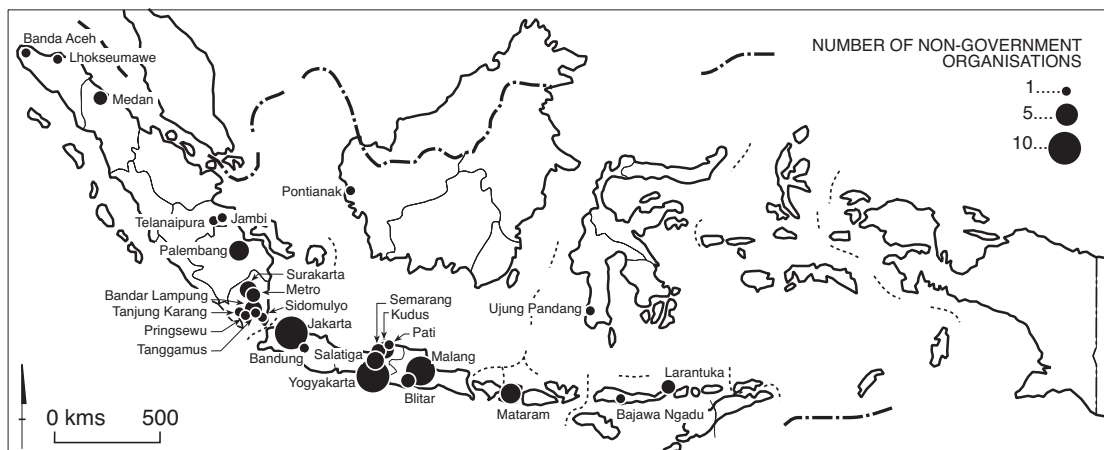 NUMBER OF NON-GOVERNMENT
ORGANISATIONS
1.....
5....
10...
Banda Aceh
Lhokseumawe
Medan
Pontianak
Telanaipura
Jambi
Palembang
Surakarta
Metro
Bandar Lampung
Sidomulyo
Tanjung Karang
Pringsewu
Tanggamus
Jakarta
Bandung
Semarang
Kudus
Pati
Salatiga
Malang
Yogyakarta
Blitar
Ujung Pandang
Larantuka
Mataram
Bajawa Ngadu
0 kms 500